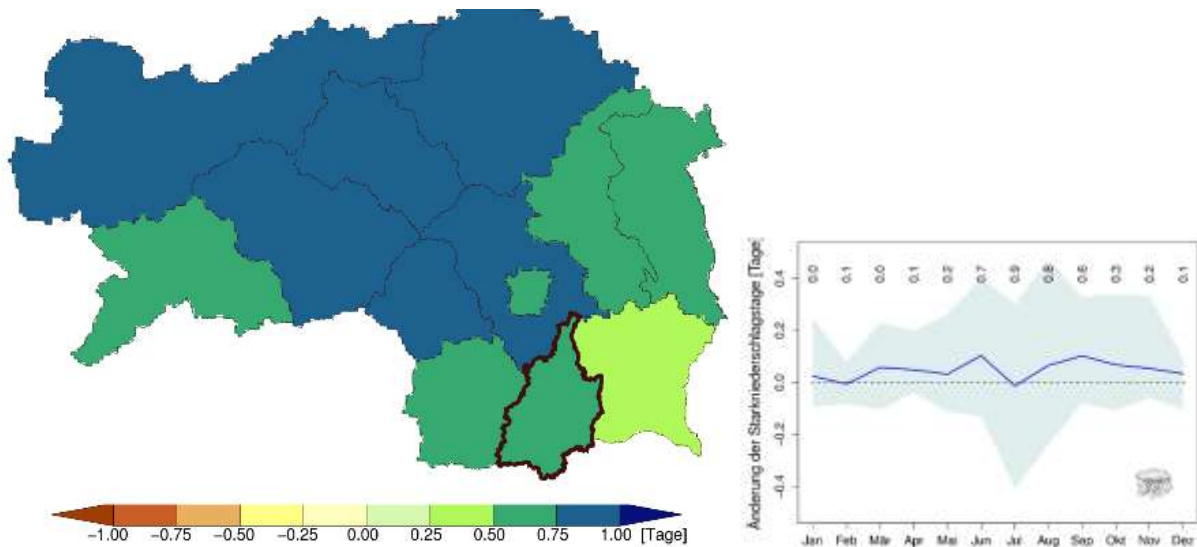 −1.00 −0.75 −0.50 −0.25 0.00 0.25 0.50 0.75 1.00 [Tage]
Änderung der Starkniederschlagstage [Tage]
0.0 0.1 0.0 0.1 0.2 0.7 0.9 0.8 0.6 0.3 0.2 0.1
0.4
0.2
0.0
−0.2
−0.4
Jan Feb Mär Apr Mai Jun Jul Aug Sep Okt Nov Dez